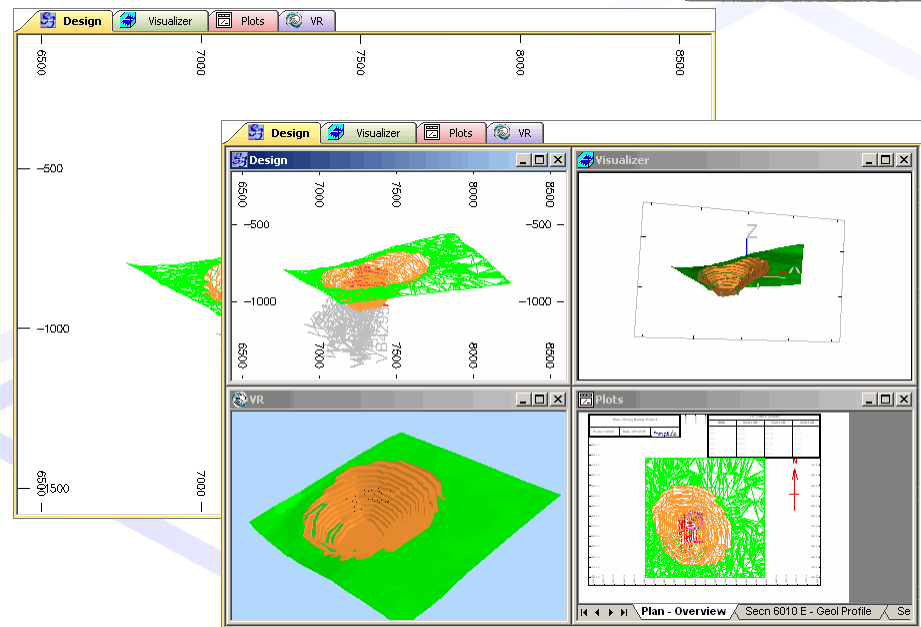 Design Visualizer Plots VR
6500 7000 7500 8000 8500
-500
-1000
-1500
6500 7000
Design Visualizer Plots VR
Design
6500 7000 7500 8000 8500
-500 -500
-1000 -1000
6500 7000 7500 8000 8500
Visualizer
Z
VR
Plots
N
Plan - Overview Secn 6010 E - Geol Profile Se